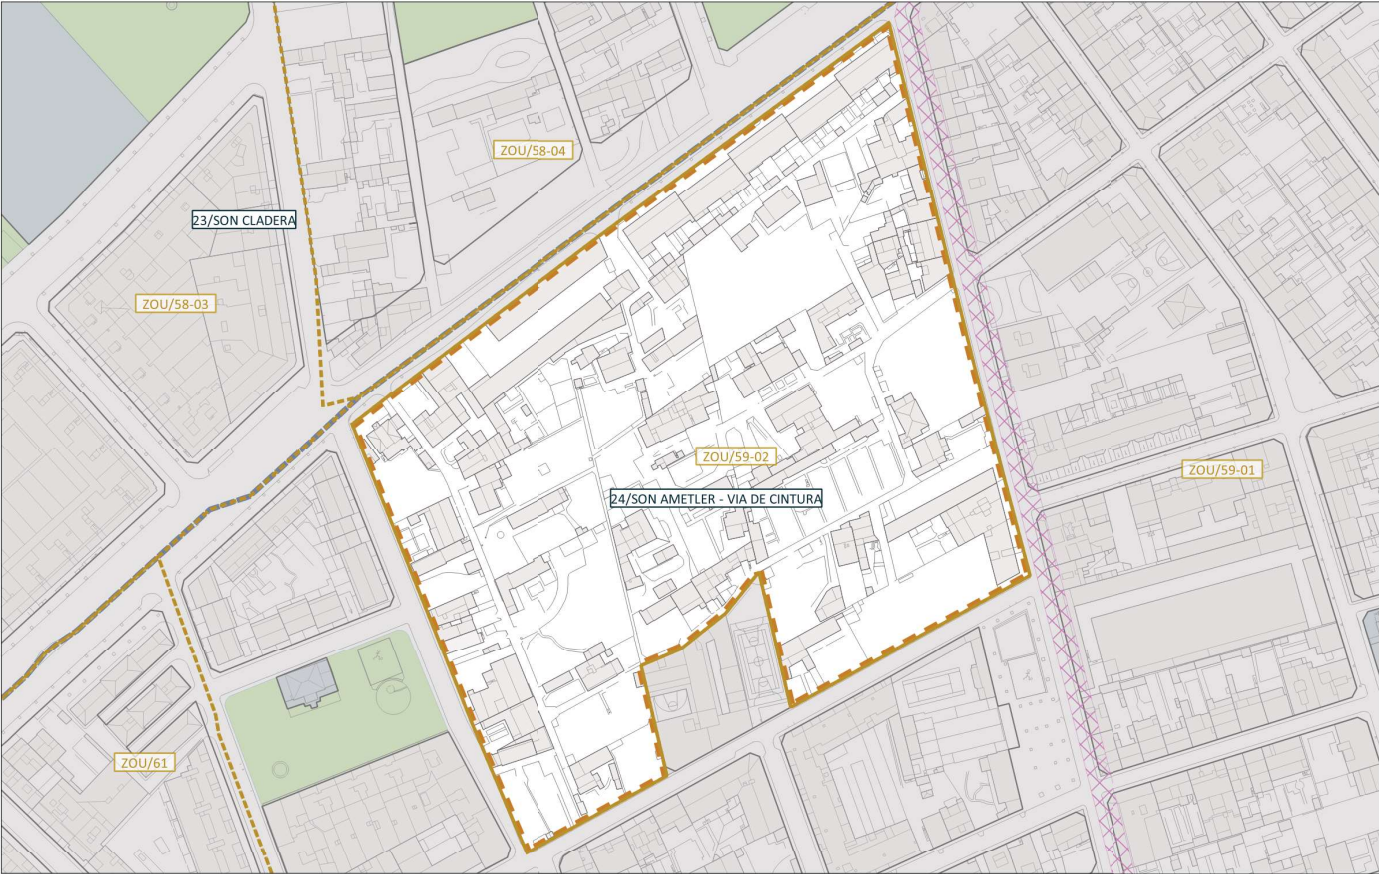 ZOU/58-04
23/SON CLADERA
ZOU/58-03
ZOU/59-02
ZOU/59-01
24/SON AMETLER - VIA DE CINTURA
ZOU/61